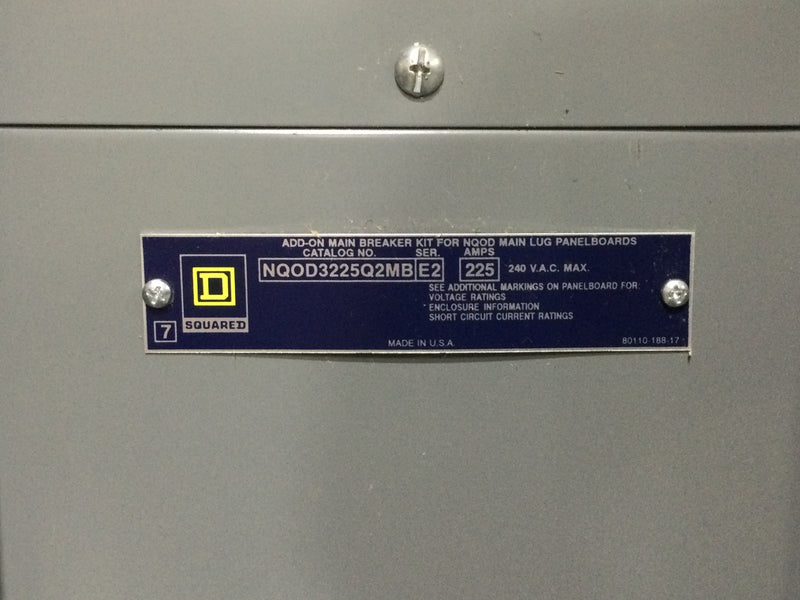 ADD-ON MAIN BREAKER KIT FOR NQOD MAIN LUG PANELBOARDS
CATALOG NO. SER. AMPS
NQOD3225Q2MB E2 225 240 V.A.C. MAX.
SEE ADDITIONAL MARKINGS ON PANELBOARD FOR:
VOLTAGE RATINGS
ENCLOSURE INFORMATION
SHORT CIRCUIT CURRENT RATINGS
D
SQUARE D
7
MADE IN U.S.A.
80110-188-17